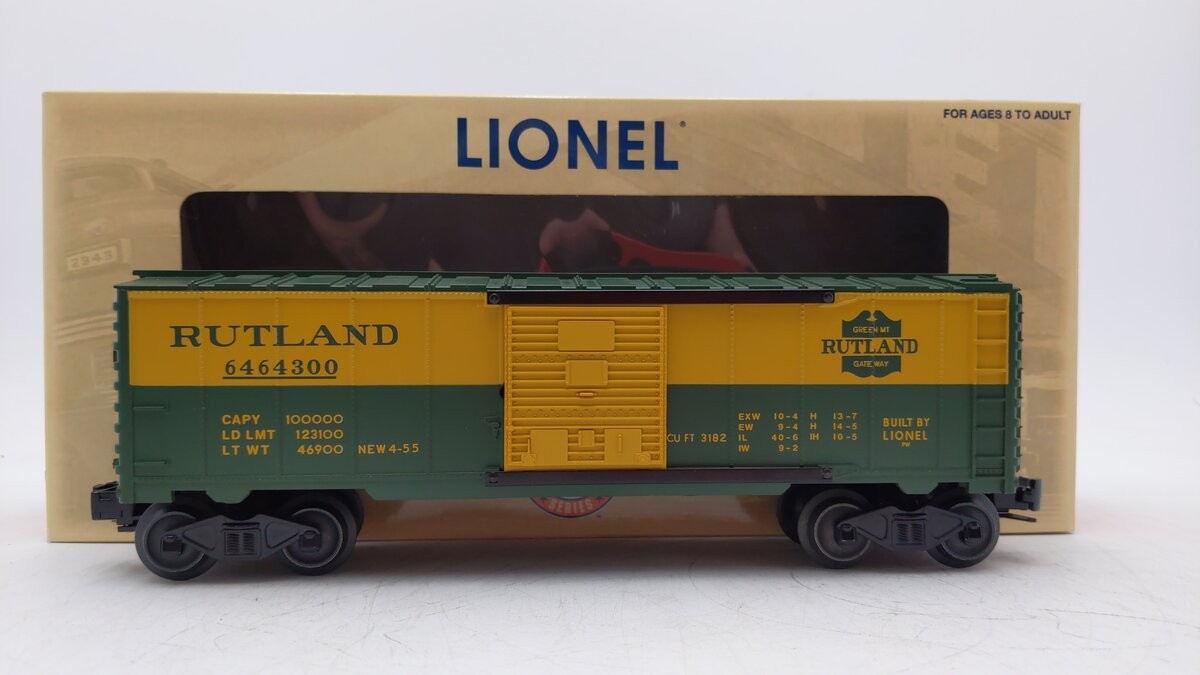 LIONEL
FOR AGES 8 TO ADULT
2343
RUTLAND
6464300
GREEN MT
RUTLAND
GATEWAY
CAPY 100000
LD LMT 123100
LT WT 46900 NEW 4-55
CU FT 3182
EXW 10-4 H 13-7
EW 9-4 H 14-5
IL 40-6 IH 10-5
IW 9-2
BUILT BY
LIONEL
PW
SERIES